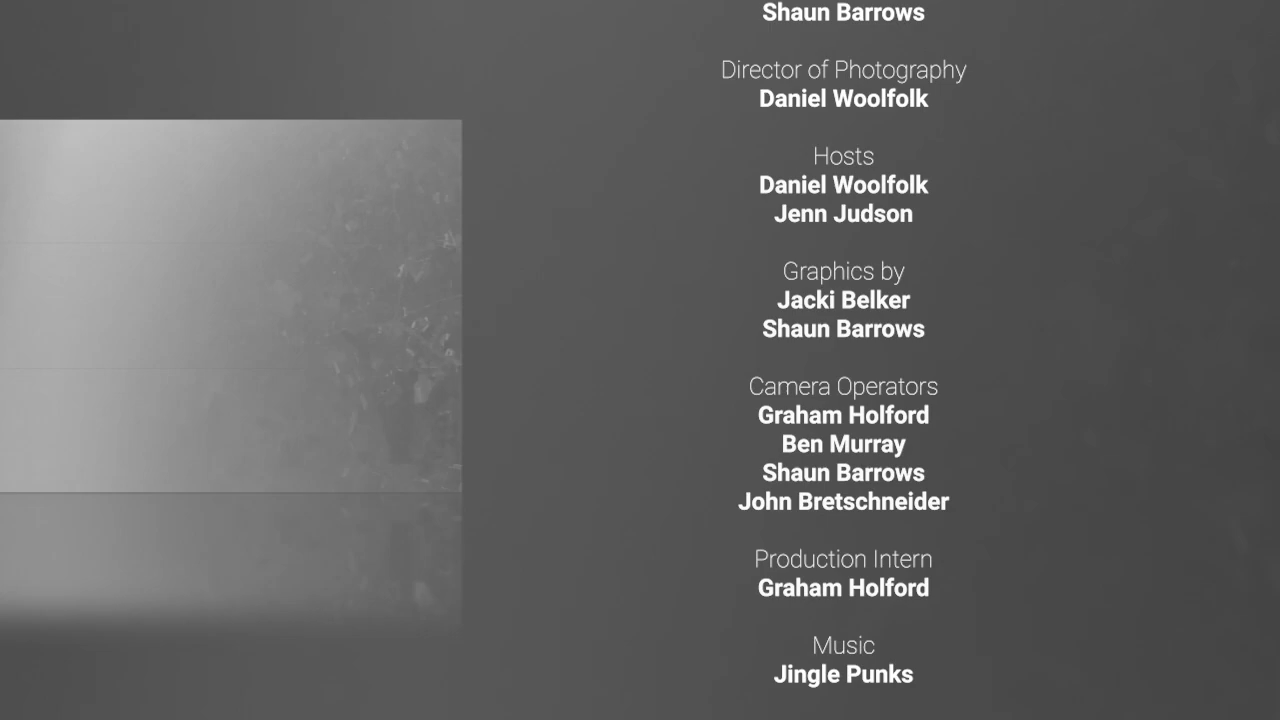 Shaun Barrows
Director of Photography
Daniel Woolfolk
Hosts
Daniel Woolfolk
Jenn Judson
Graphics by
Jacki Belker
Shaun Barrows
Camera Operators
Graham Holford
Ben Murray
Shaun Barrows
John Bretschneider
Production Intern
Graham Holford
Music
Jingle Punks